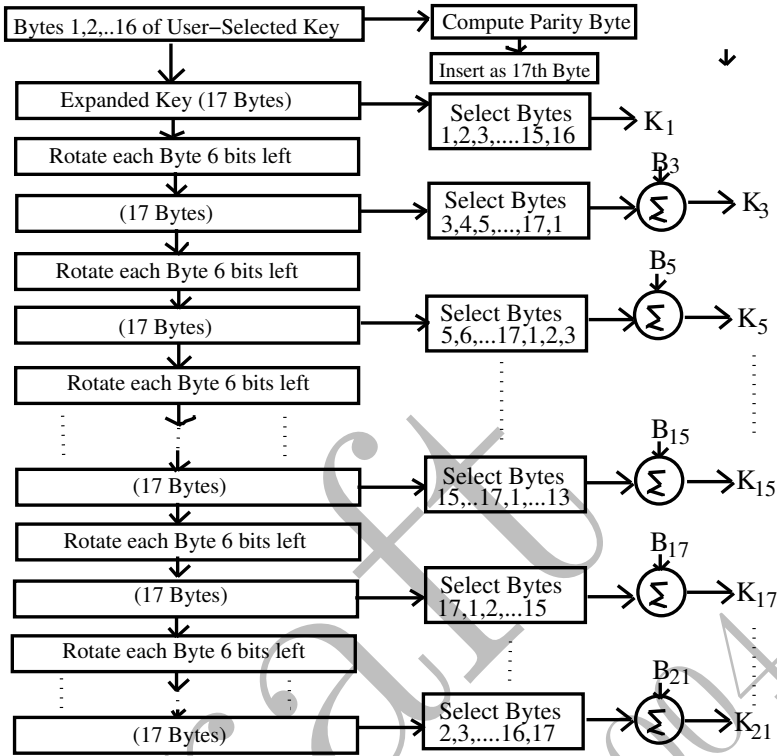 Bytes 1,2,..16 of User-Selected Key
Compute Parity Byte
Insert as 17th Byte
Expanded Key (17 Bytes)
Select Bytes
1,2,3,....15,16
K1
Rotate each Byte 6 bits left
B3
(17 Bytes)
Select Bytes
3,4,5,...,17,1
Σ
K3
Rotate each Byte 6 bits left
B5
(17 Bytes)
Select Bytes
5,6,...17,1,2,3
Σ
K5
Rotate each Byte 6 bits left
B15
(17 Bytes)
Select Bytes
15,..17,1,...13
Σ
K15
Rotate each Byte 6 bits left
B17
(17 Bytes)
Select Bytes
17,1,2,...15
Σ
K17
Rotate each Byte 6 bits left
B21
(17 Bytes)
Select Bytes
2,3,....16,17
Σ
K21